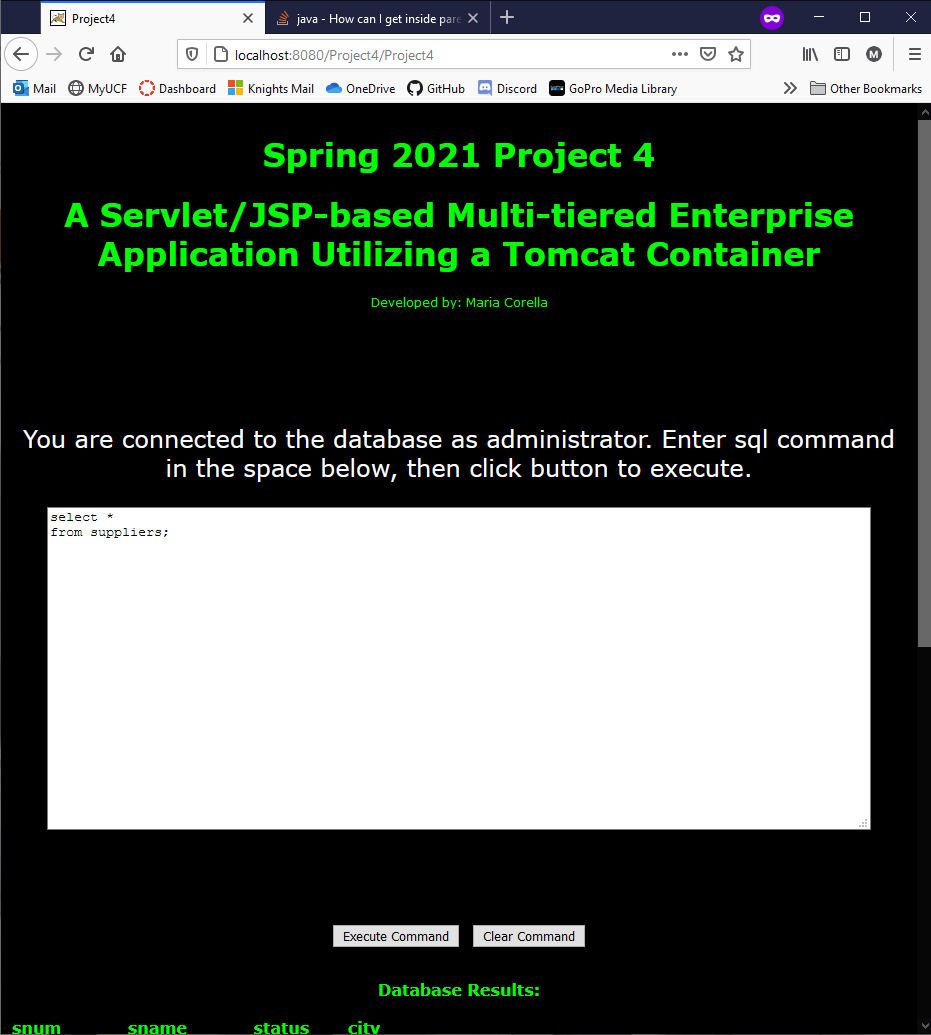 Project4
java - How can I get inside pare
localhost:8080/Project4/Project4
M
Mail MyUCF Dashboard Knights Mail OneDrive GitHub Discord GoPro Media Library Other Bookmarks
Spring 2021 Project 4
A Servlet/JSP-based Multi-tiered Enterprise
Application Utilizing a Tomcat Container
Developed by: Maria Corella
You are connected to the database as administrator. Enter sql command
in the space below, then click button to execute.
select *
from suppliers;
Execute Command Clear Command
Database Results:
snum sname status city